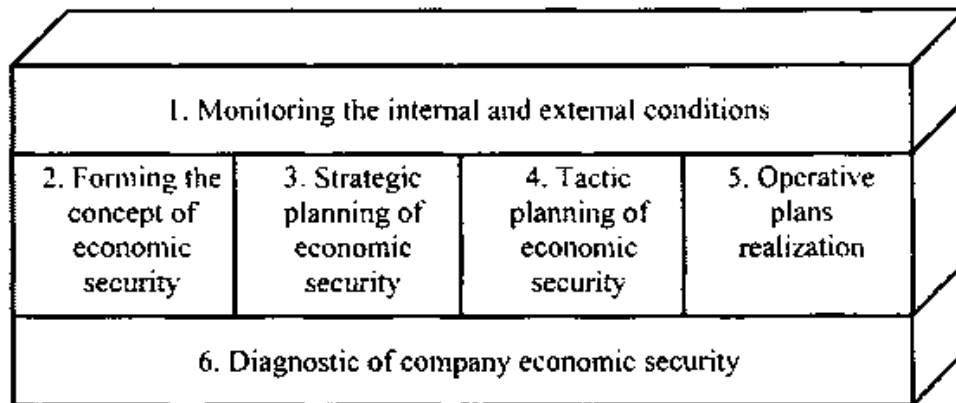 1. Monitoring the internal and external conditions
2. Forming the
concept of
economic
security
3. Strategic
planning of
economic
security
4. Tactic
planning of
economic
security
5. Operative
plans
realization
6. Diagnostic of company economic security